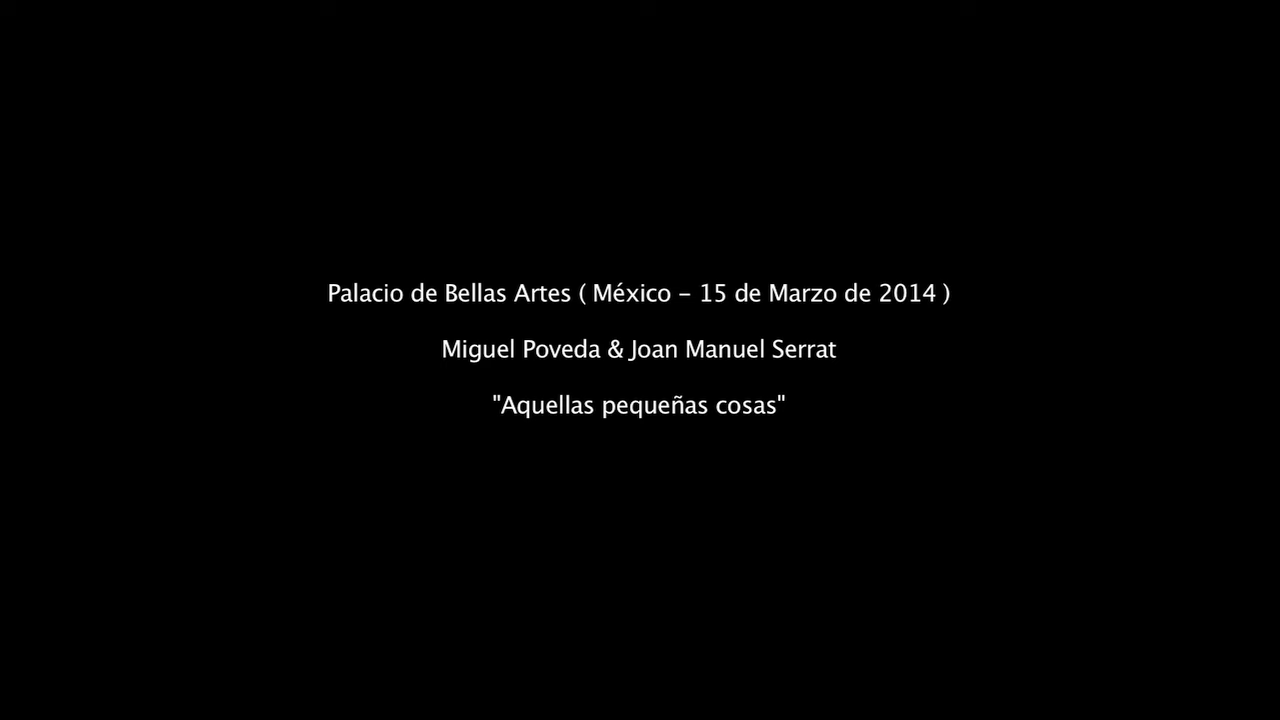 Palacio de Bellas Artes ( México - 15 de Marzo de 2014 )
Miguel Poveda & Joan Manuel Serrat
"Aquellas pequeñas cosas"